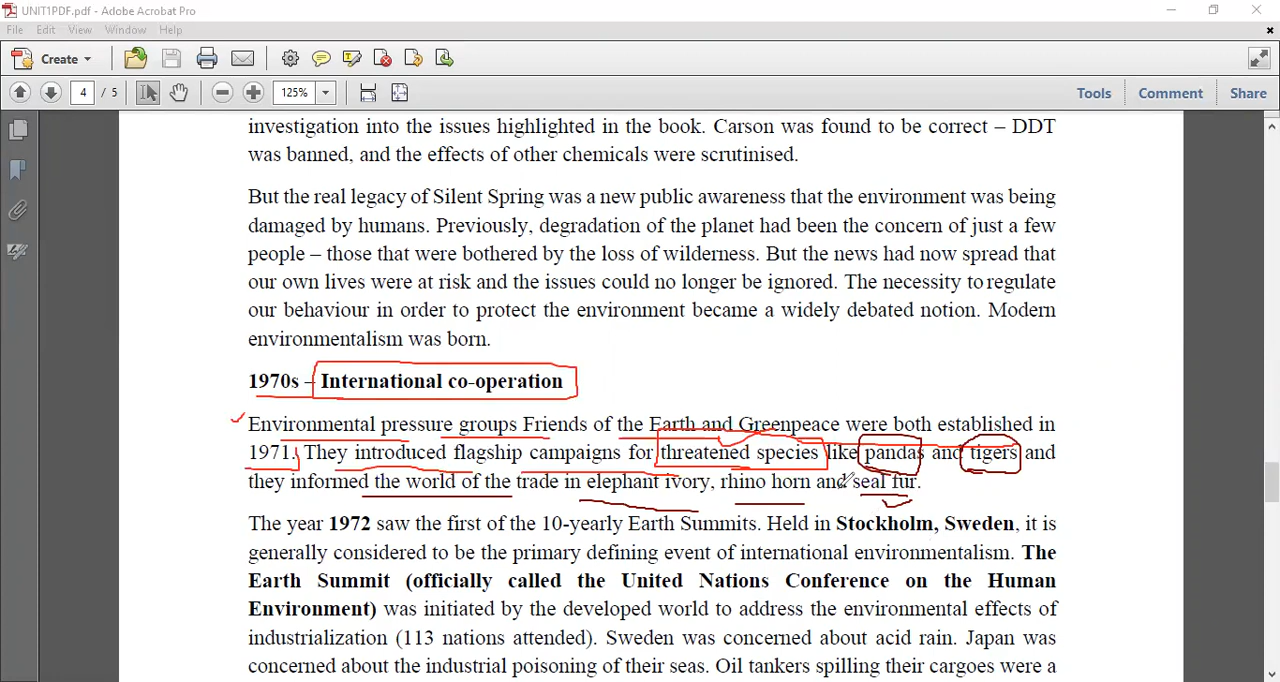 UNIT1PDF.pdf - Adobe Acrobat Pro
File Edit View Window Help
Create
4 / 5 125% Tools Comment Share
investigation into the issues highlighted in the book. Carson was found to be correct – DDT
was banned, and the effects of other chemicals were scrutinised.
But the real legacy of Silent Spring was a new public awareness that the environment was being
damaged by humans. Previously, degradation of the planet had been the concern of just a few
people – those that were bothered by the loss of wilderness. But the news had now spread that
our own lives were at risk and the issues could no longer be ignored. The necessity to regulate
our behaviour in order to protect the environment became a widely debated notion. Modern
environmentalism was born.
1970s – International co-operation
Environmental pressure groups Friends of the Earth and Greenpeace were both established in
1971. They introduced flagship campaigns for threatened species like pandas and tigers and
they informed the world of the trade in elephant ivory, rhino horn and seal fur.
The year 1972 saw the first of the 10-yearly Earth Summits. Held in Stockholm, Sweden, it is
generally considered to be the primary defining event of international environmentalism. The
Earth Summit (officially called the United Nations Conference on the Human
Environment) was initiated by the developed world to address the environmental effects of
industrialization (113 nations attended). Sweden was concerned about acid rain. Japan was
concerned about the industrial poisoning of their seas. Oil tankers spilling their cargoes were a